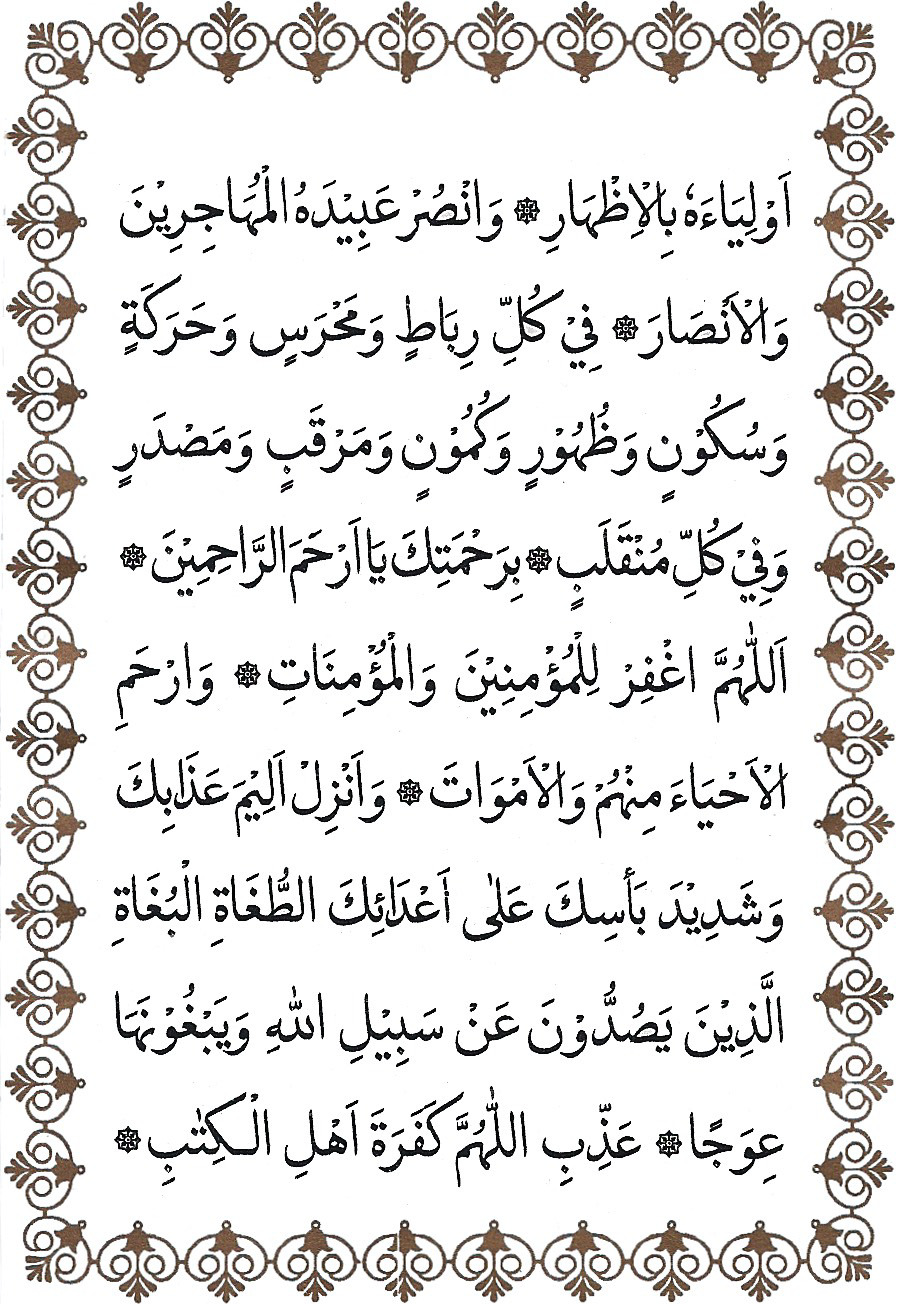 اَوْلِيَاءَهٗ بِالْاِظْهَارِ ۞ وَانْصُرْ عَبِيْدَهُ الْمُهَاجِرِيْنَ
وَالْاَنْصَارَ ۞ فِيْ كُلِّ رِبَاطٍ وَمَحْرَسٍ وَحَرَكَةٍ
وَسُكُوْنٍ وَظُهُوْرٍ وَكُمُوْنٍ وَمَرْقَبٍ وَمَصْدَرٍ
وَفِيْ كُلِّ مُنْقَلَبٍ ۞ بِرَحْمَتِكَ يَا اَرْحَمَ الرَّاحِمِيْنَ ۞
اَللّٰهُمَّ اغْفِرْ لِلْمُؤْمِنِيْنَ وَالْمُؤْمِنَاتِ ۞ وَارْحَمِ
الْاَحْيَاءَ مِنْهُمْ وَالْاَمْوَاتَ ۞ وَاَنْزِلْ اَلِيْمَ عَذَابِكَ
وَشَدِيْدَ بَأْسِكَ عَلٰى أَعْدَائِكَ الطُّغَاةِ الْبُغَاةِ
الَّذِيْنَ يَصُدُّوْنَ عَنْ سَبِيْلِ اللّٰهِ وَيَبْغُوْنَهَا
عِوَجًا ۞ عَذِّبِ اللّٰهُمَّ كَفَرَةَ اَهْلِ الْكِتٰبِ ۞